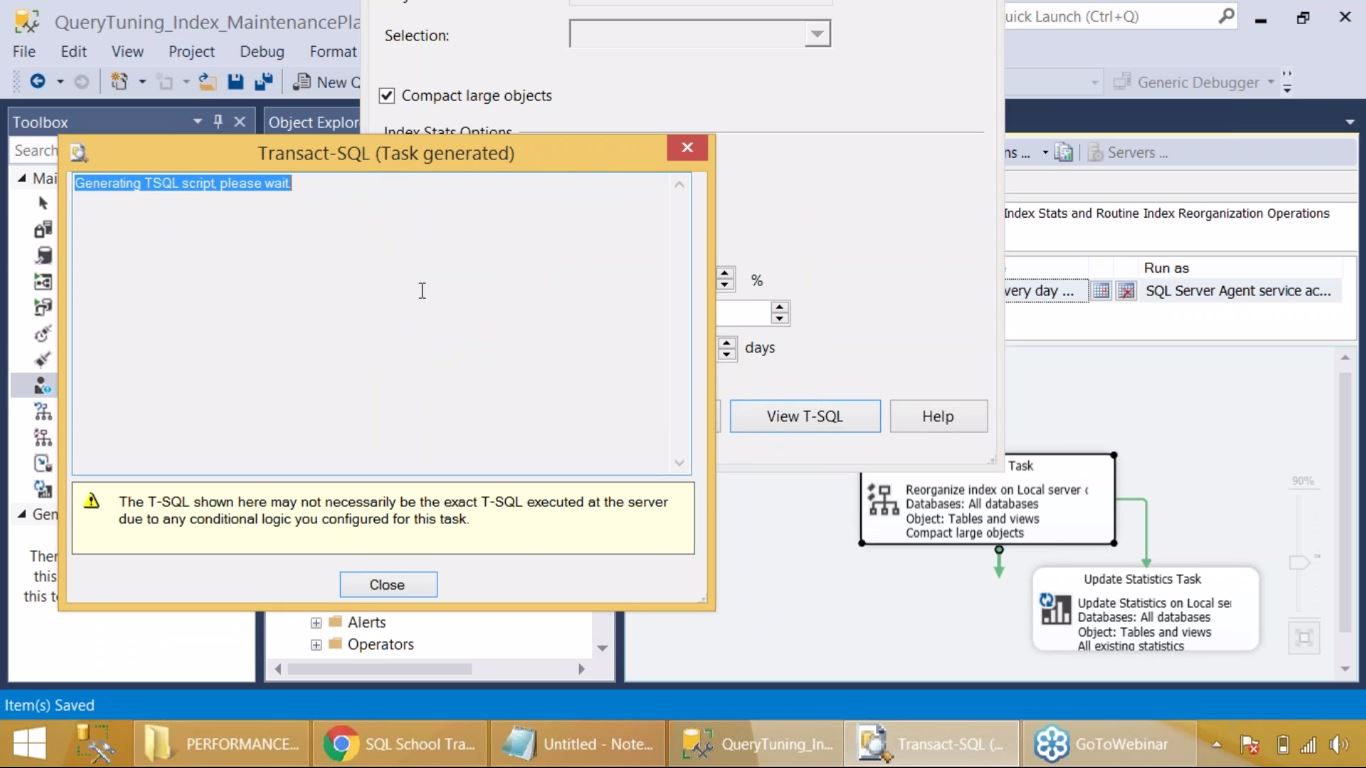 QueryTuning_Index_MaintenancePla
uick Launch (Ctrl+Q)
File Edit View Project Debug Format
New Q
Generic Debugger
Selection:
Compact large objects
Index Stats Options
Toolbox
Object Explor
Search
Mai
Transact-SQL (Task generated)
Generating TSQL script, please wait.
ns ...
Servers ...
Index Stats and Routine Index Reorganization Operations
Run as
very day ...
SQL Server Agent service ac...
%
days
View T-SQL
Help
Task
Reorganize index on Local server c
Databases: All databases
Object: Tables and views
Compact large objects
90%
Update Statistics Task
Update Statistics on Local ser
Databases: All databases
Object: Tables and views
All existing statistics
The T-SQL shown here may not necessarily be the exact T-SQL executed at the server
due to any conditional logic you configured for this task.
Close
Gen
Ther
this
this to
Alerts
Operators
Item(s) Saved
PERFORMANCE...
SQL School Tra...
Untitled - Note...
QueryTuning_In...
Transact-SQL (...
GoToWebinar